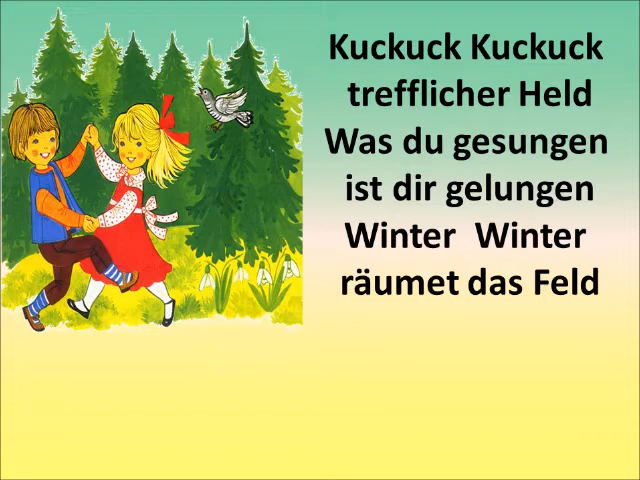 Kuckuck Kuckuck
trefflicher Held
Was du gesungen
ist dir gelungen
Winter Winter
räumet das Feld